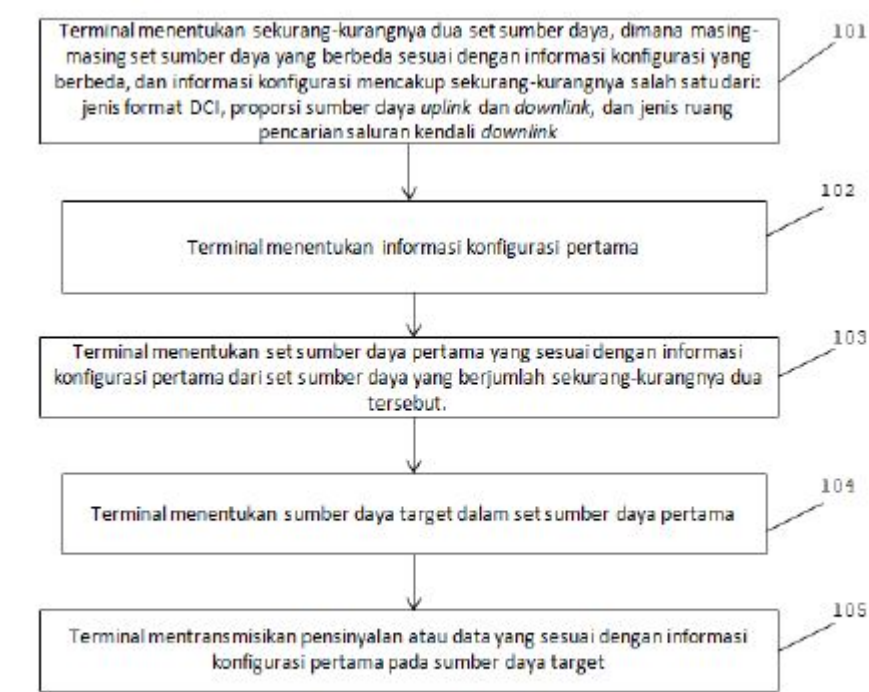 Terminal menentukan sekurang-kurangnya dua set sumber daya, dimana masing-
masing set sumber daya yang berbeda sesuai dengan informasi konfigurasi yang
berbeda, dan informasi konfigurasi mencakup sekurang-kurangnya salah satu dari:
jenis format DCI, proporsi sumber daya uplink dan downlink, dan jenis ruang
pencarian saluran kendali downlink
101
102
Terminal menentukan informasi konfigurasi pertama
103
Terminal menentukan set sumber daya pertama yang sesuai dengan informasi
konfigurasi pertama dari set sumber daya yang berjumlah sekurang-kurangnya dua
tersebut.
104
Terminal menentukan sumber daya target dalam set sumber daya pertama
105
Terminal mentransmisikan pensinyalan atau data yang sesuai dengan informasi
konfigurasi pertama pada sumber daya target